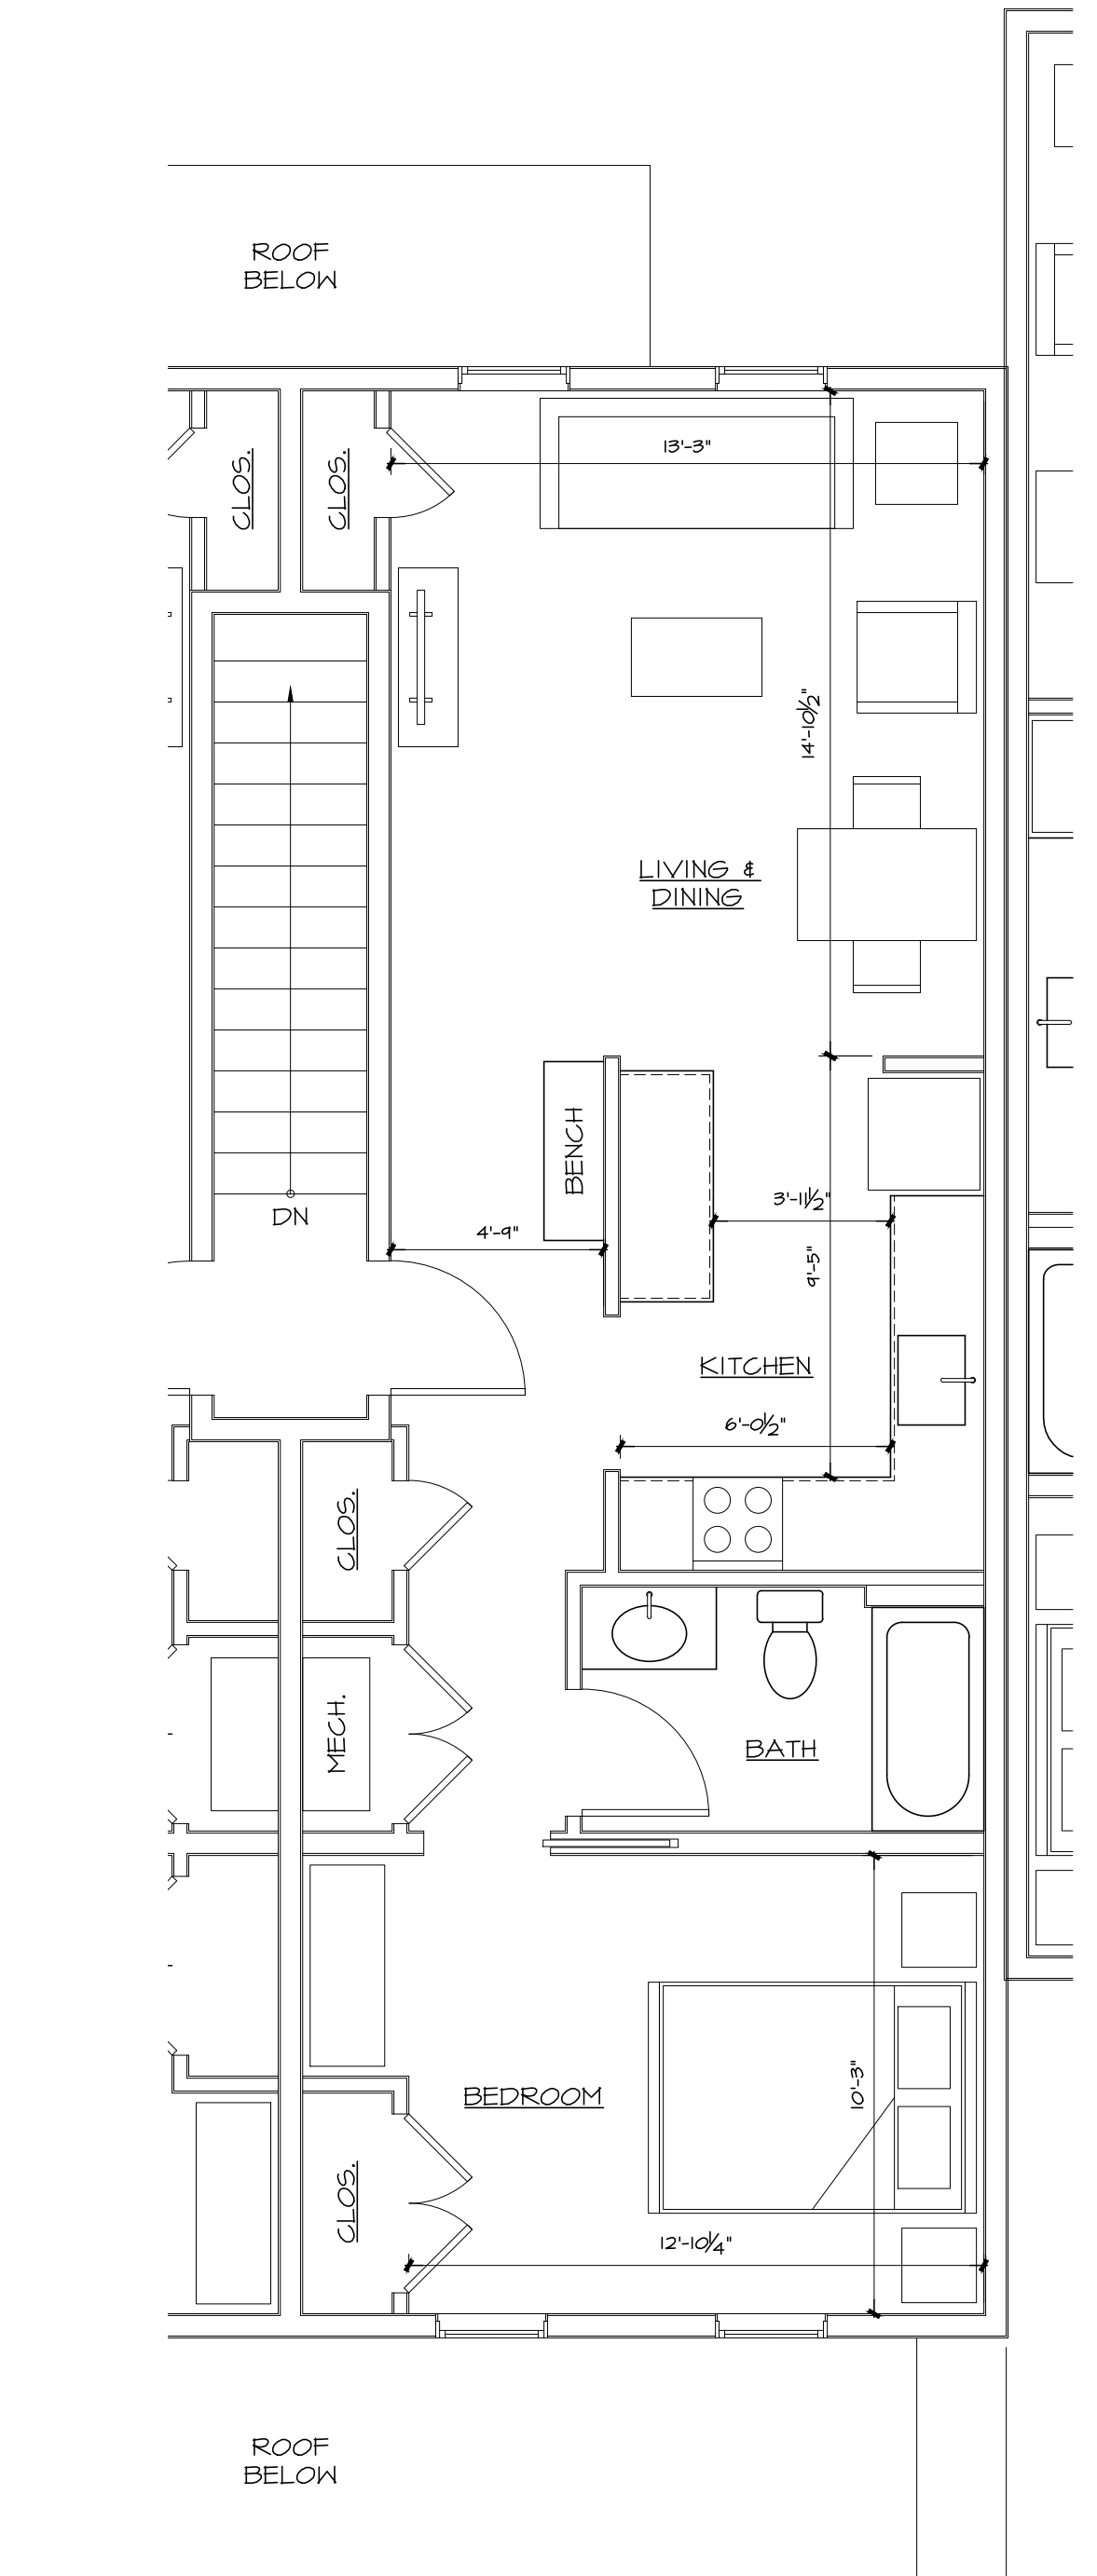 ROOF
BELOW
13'-3"
CLOS.
CLOS.
14'-10½"
LIVING &
DINING
BENCH
3'-11½"
DN
4'-9"
9'-5"
KITCHEN
6'-0½"
CLOS.
MECH.
BATH
10'-3"
BEDROOM
CLOS.
12'-10¼"
ROOF
BELOW